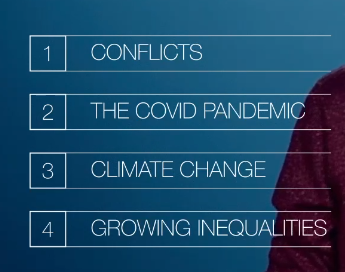 1 CONFLICTS
2 THE COVID PANDEMIC
3 CLIMATE CHANGE
4 GROWING INEQUALITIES